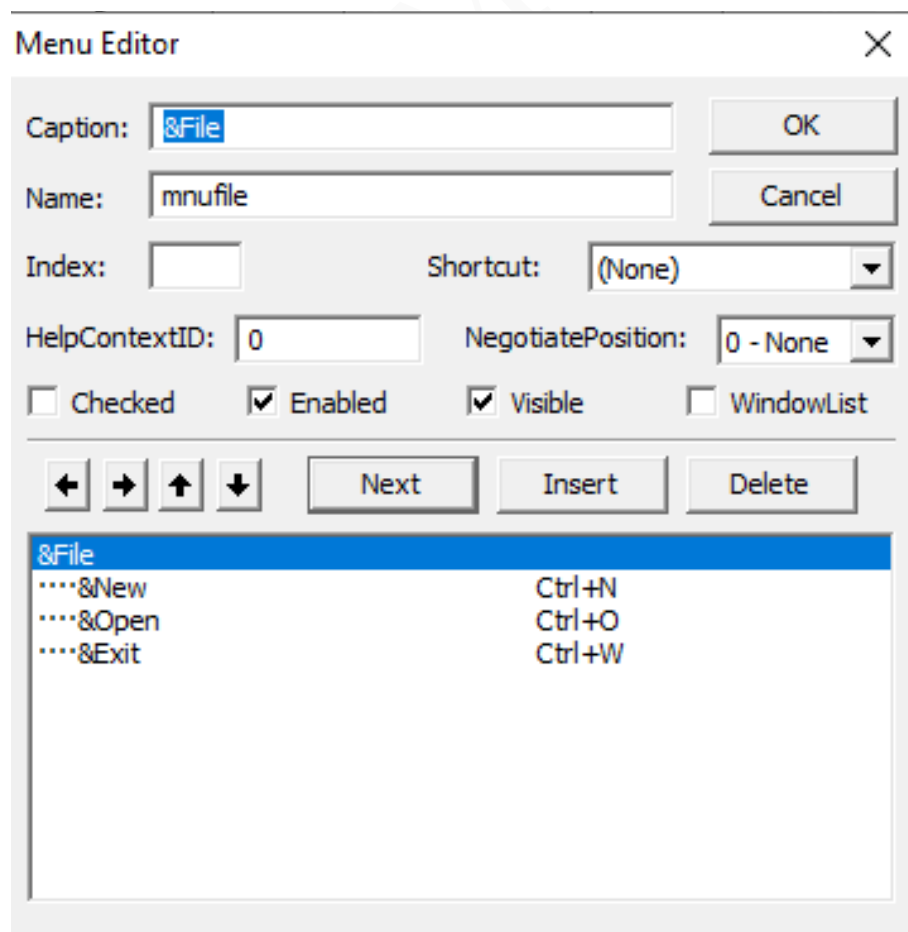 Menu Editor
Caption: &File OK
Name: mnufile Cancel
Index: Shortcut: (None)
HelpContextID: 0 NegotiatePosition: 0 - None
Checked Enabled Visible WindowList
Next Insert Delete
&File
····&New Ctrl+N
····&Open Ctrl+O
····&Exit Ctrl+W